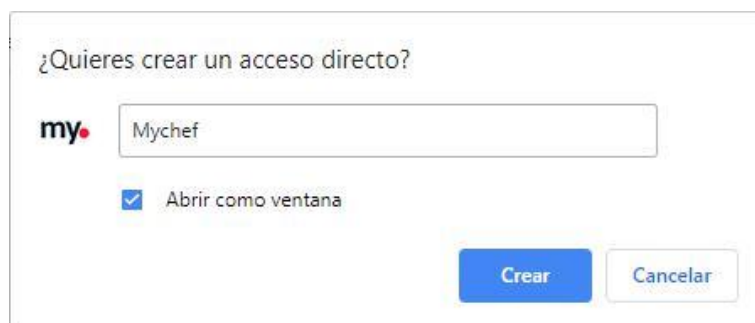 ¿Quieres crear un acceso directo?
my.
Mychef
Abrir como ventana
Crear
Cancelar